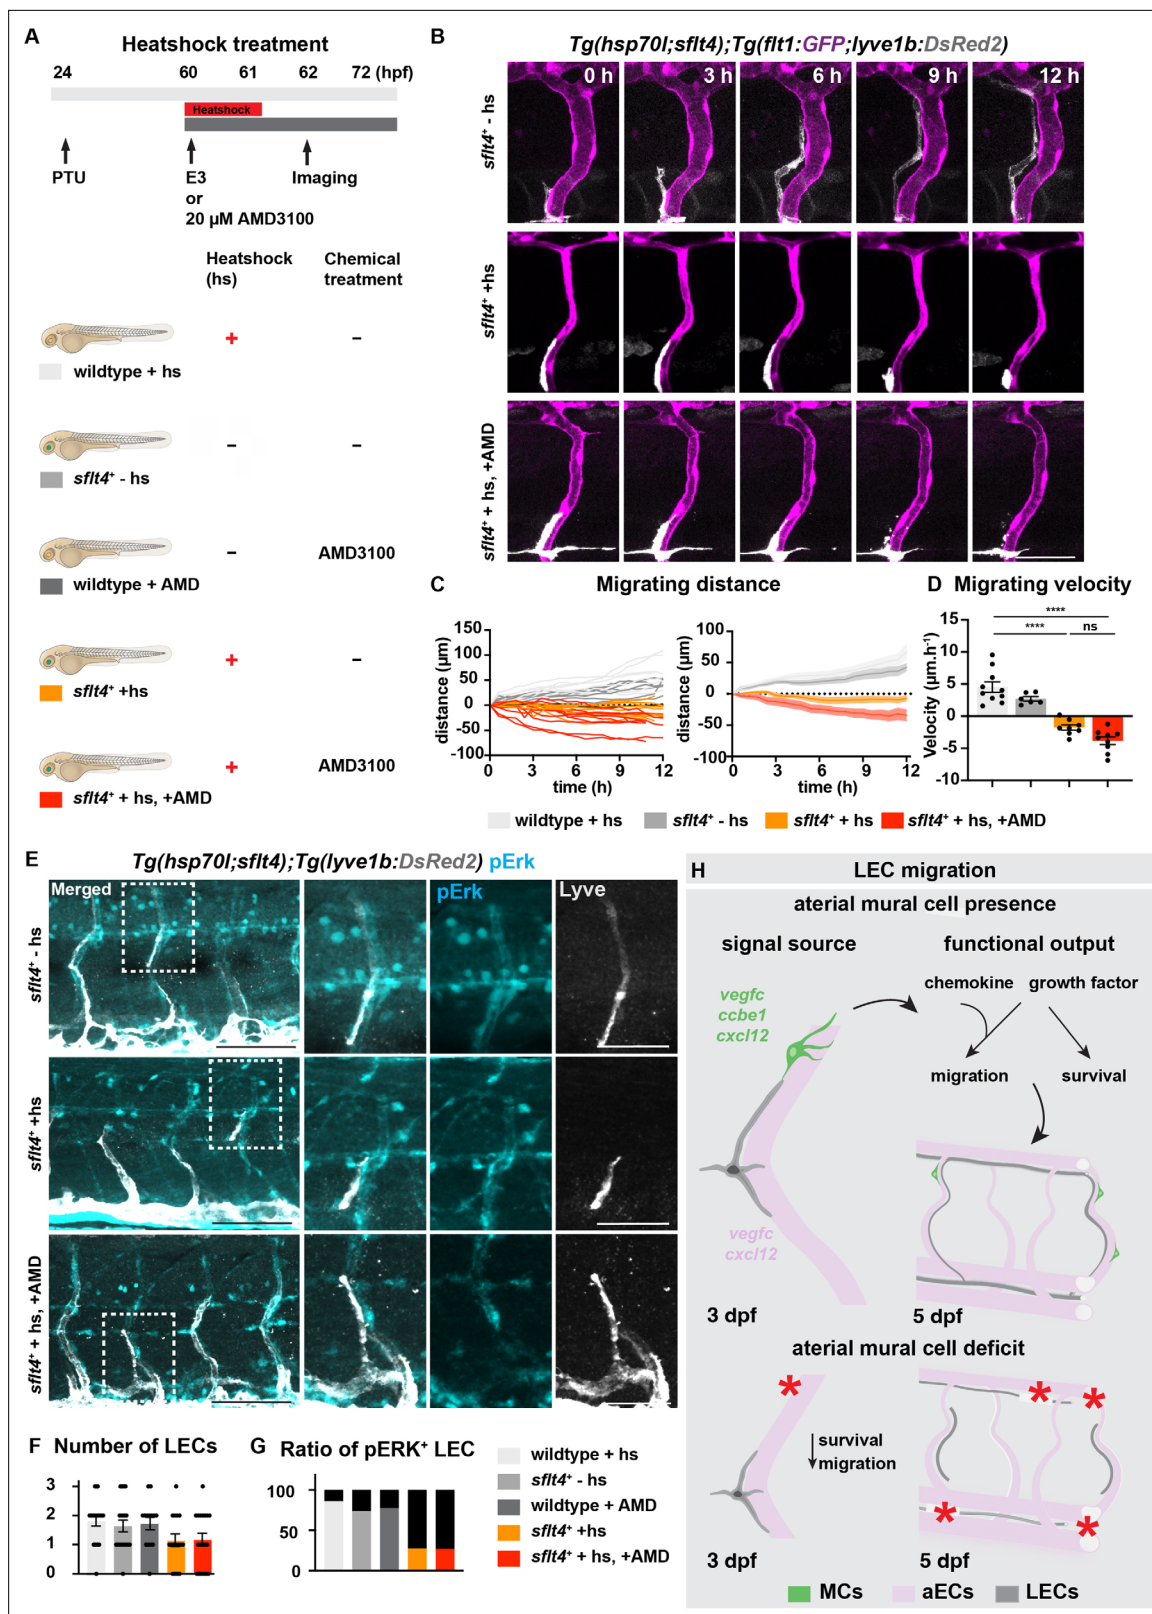 A
Heatshock treatment
24 60 61 62 72 (hpf)
Heatshock
PTU E3 Imaging
or
20 µM AMD3100
Heatshock Chemical
(hs) treatment
+ –
wildtype + hs
– –
sflt4⁺ - hs
– AMD3100
wildtype + AMD
+ –
sflt4⁺ +hs
+ AMD3100
sflt4⁺ + hs, +AMD
B
Tg(hsp70l;sflt4);Tg(flt1:GFP;lyve1b:DsRed2)
0 h 3 h 6 h 9 h 12 h
sflt4⁺ - hs
sflt4⁺ +hs
sflt4⁺ + hs, +AMD
C Migrating distance
distance (µm)
150
100
50
0
-50
-100
0 3 6 9 12
time (h)
distance (µm)
100
50
0
-50
-100
0 3 6 9 12
time (h)
D Migrating velocity
Velocity (µm.h⁻¹)
15
10
5
0
-5
-10
****
**** ns
wildtype + hs sflt4⁺ - hs sflt4⁺ + hs sflt4⁺ + hs, +AMD
E Tg(hsp70l;sflt4);Tg(lyve1b:DsRed2) pErk
Merged pErk Lyve
sflt4⁺ - hs
sflt4⁺ +hs
sflt4⁺ + hs, +AMD
F Number of LECs
3
2
1
0
G Ratio of pERK⁺ LEC
100
50
0
wildtype + hs
sflt4⁺ - hs
wildtype + AMD
sflt4⁺ +hs
sflt4⁺ + hs, +AMD
H LEC migration
aterial mural cell presence
signal source functional output
vegfc
ccbe1
cxcl12
chemokine growth factor
migration survival
vegfc
cxcl12
3 dpf 5 dpf
aterial mural cell deficit
* * *
survival
migration
* *
3 dpf 5 dpf
MCs aECs LECs